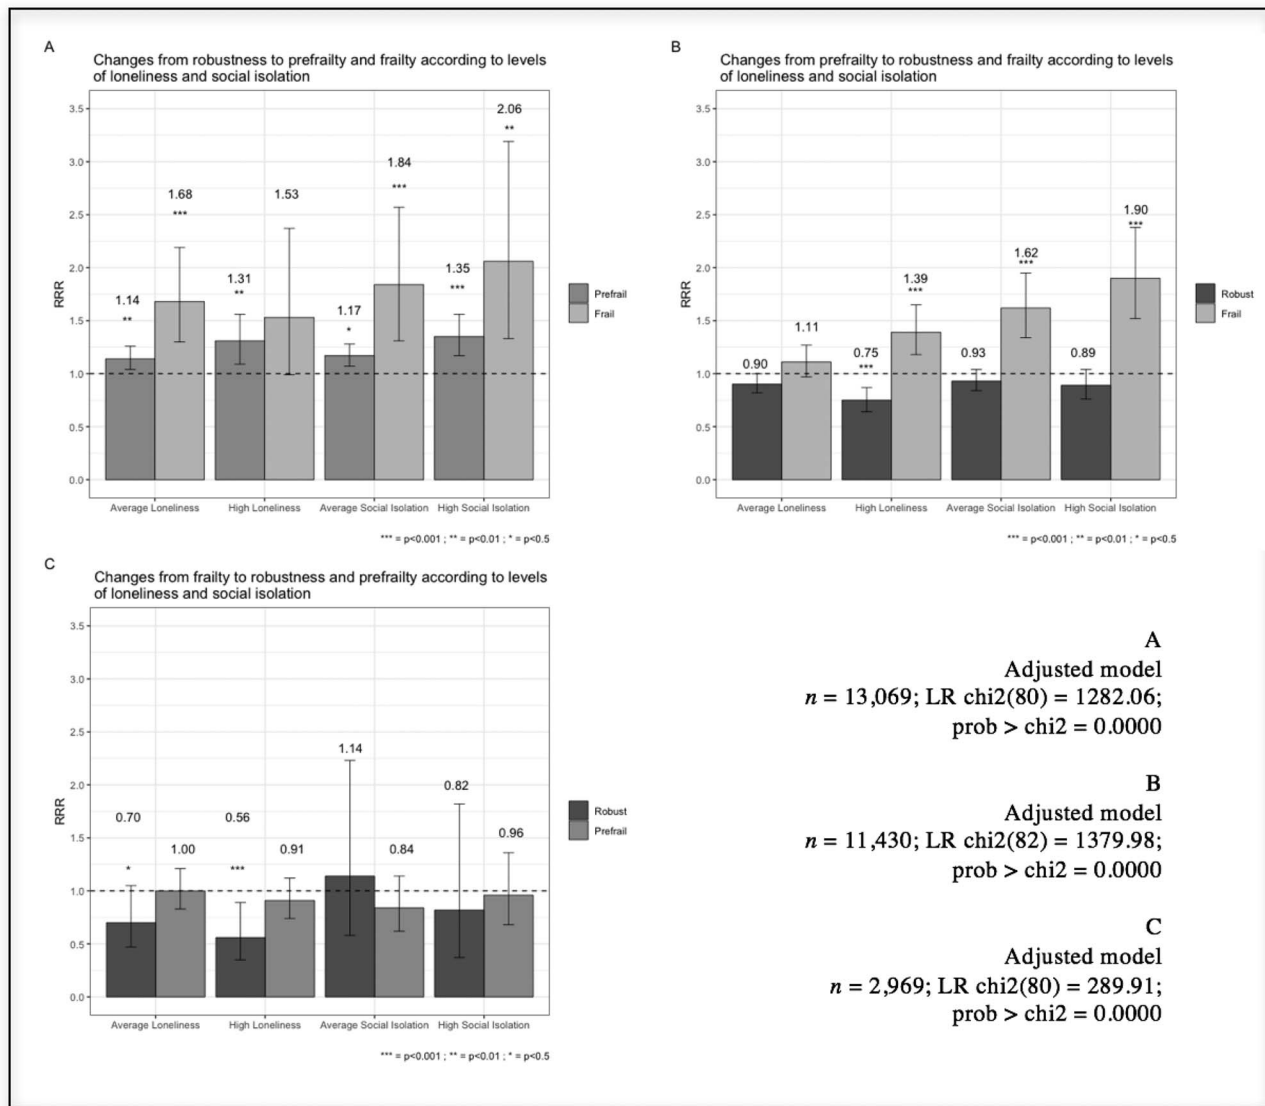 A
Changes from robustness to prefrailty and frailty according to levels
of loneliness and social isolation
3.5
3.0
2.5
2.0
1.5
1.0
0.5
0.0
RRR
1.14
**
1.68
***
1.31
**
1.53
1.17
*
1.84
***
1.35
***
2.06
**
Prefrail
Frail
Average Loneliness
High Loneliness
Average Social Isolation
High Social Isolation
*** = p<0.001 ; ** = p<0.01 ; * = p<0.5
B
Changes from prefrailty to robustness and frailty according to levels
of loneliness and social isolation
3.5
3.0
2.5
2.0
1.5
1.0
0.5
0.0
RRR
0.90
1.11
0.75
***
1.39
***
0.93
1.62
***
0.89
1.90
***
Robust
Frail
Average Loneliness
High Loneliness
Average Social Isolation
High Social Isolation
*** = p<0.001 ; ** = p<0.01 ; * = p<0.5
C
Changes from frailty to robustness and prefrailty according to levels
of loneliness and social isolation
3.5
3.0
2.5
2.0
1.5
1.0
0.5
0.0
RRR
0.70
*
1.00
0.56
***
0.91
1.14
0.84
0.82
0.96
Robust
Prefrail
Average Loneliness
High Loneliness
Average Social Isolation
High Social Isolation
*** = p<0.001 ; ** = p<0.01 ; * = p<0.5
A
Adjusted model
n = 13,069; LR chi2(80) = 1282.06;
prob > chi2 = 0.0000
B
Adjusted model
n = 11,430; LR chi2(82) = 1379.98;
prob > chi2 = 0.0000
C
Adjusted model
n = 2,969; LR chi2(80) = 289.91;
prob > chi2 = 0.0000